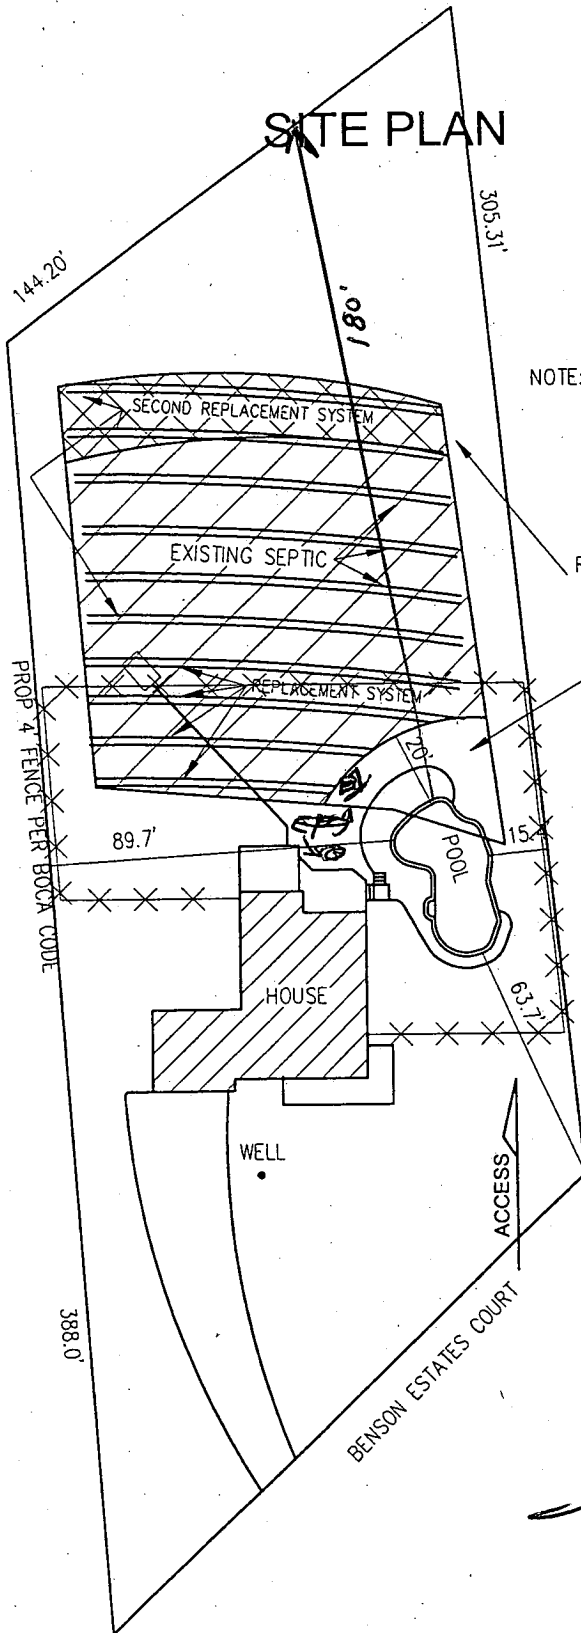 SITE PLAN
144.20'
305.31'
180'
NOTE:
SECOND REPLACEMENT SYSTEM
EXISTING SEPTIC
REPLACEMENT SYSTEM
PROP 4' FENCE PER BOCA CODE
20'
89.7'
15.
POOL
HOUSE
63.7'
WELL
ACCESS
388.0'
BENSON ESTATES COURT